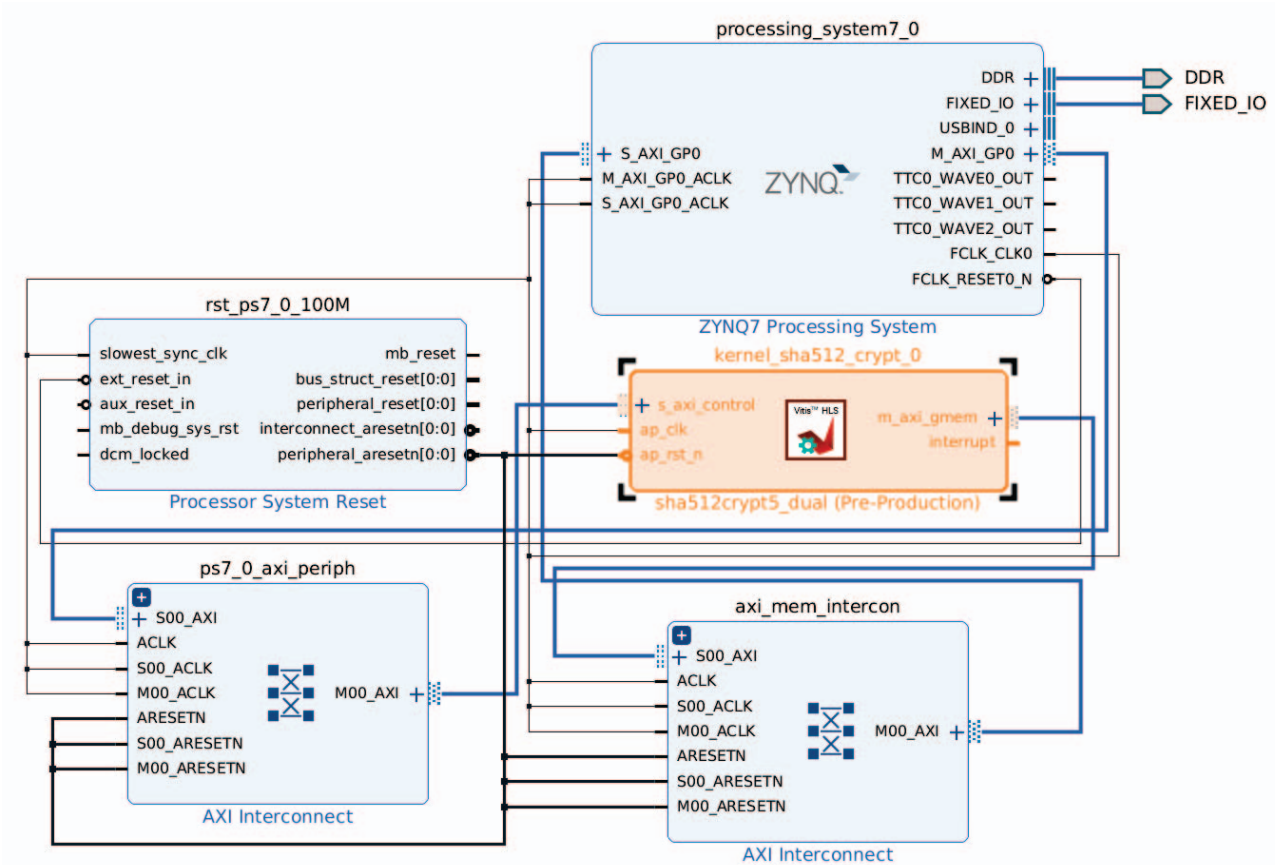 processing_system7_0
DDR
FIXED_IO
USBIND_0
S_AXI_GP0
M_AXI_GP0
M_AXI_GP0_ACLK
TTC0_WAVE0_OUT
S_AXI_GP0_ACLK
TTC0_WAVE1_OUT
TTC0_WAVE2_OUT
FCLK_CLK0
FCLK_RESET0_N
ZYNQ
ZYNQ7 Processing System
DDR
FIXED_IO
rst_ps7_0_100M
slowest_sync_clk
mb_reset
ext_reset_in
bus_struct_reset[0:0]
aux_reset_in
peripheral_reset[0:0]
mb_debug_sys_rst
interconnect_aresetn[0:0]
dcm_locked
peripheral_aresetn[0:0]
Processor System Reset
kernel_sha512_crypt_0
s_axi_control
ap_clk
ap_rst_n
Vitis™ HLS
m_axi_gmem
interrupt
sha512crypt5_dual (Pre-Production)
ps7_0_axi_periph
S00_AXI
ACLK
S00_ACLK
M00_ACLK
M00_AXI
ARESETN
S00_ARESETN
M00_ARESETN
AXI Interconnect
axi_mem_intercon
S00_AXI
ACLK
S00_ACLK
M00_ACLK
M00_AXI
ARESETN
S00_ARESETN
M00_ARESETN
AXI Interconnect